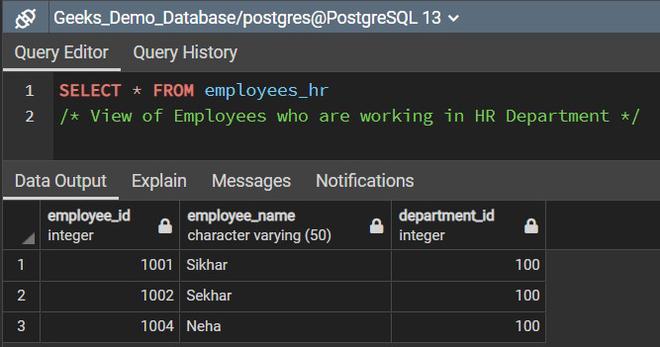 Geeks_Demo_Database/postgres@PostgreSQL 13
Query Editor Query History
1 SELECT * FROM employees_hr
2 /* View of Employees who are working in HR Department */
Data Output Explain Messages Notifications
employee_id employee_name department_id
integer character varying (50) integer
1 1001 Sikhar 100
2 1002 Sekhar 100
3 1004 Neha 100